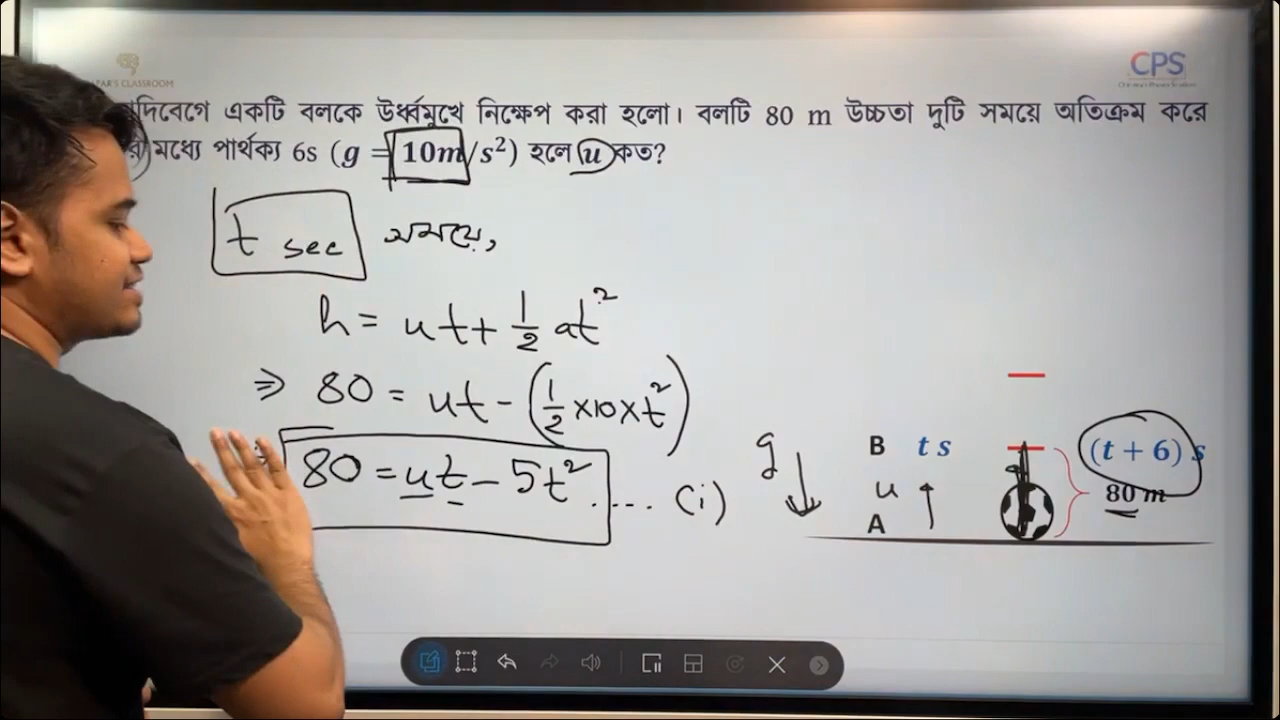 CPS
দিবেগে একটি বলকে উর্ধ্বমুখে নিক্ষেপ করা হলো। বলটি 80 m উচ্চতা দুটি সময়ে অতিক্রম করে
মধ্যে পার্থক্য 6s (g = 10m/s²) হলে u কত?
t sec সময়ে,
h = ut + 1/2 at²
⇒ 80 = ut - (1/2 × 10 × t²)
80 = ut - 5t² .... (i)
g
B t s (t + 6) s
u 80 m
A